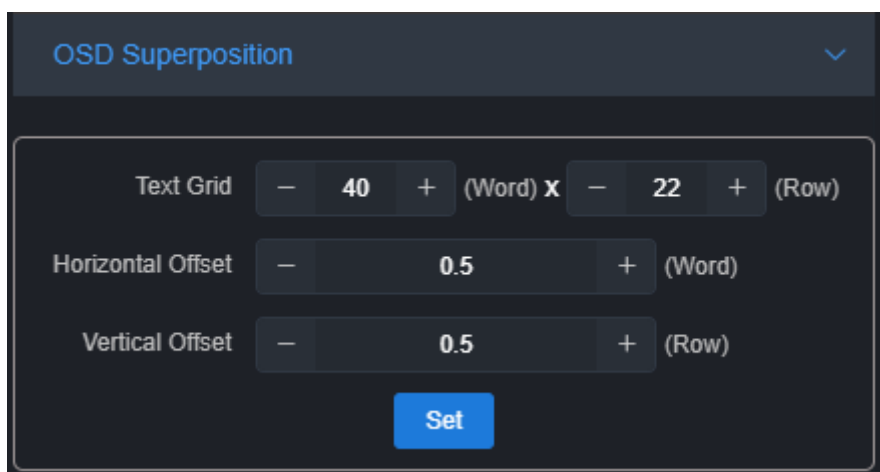 OSD Superposition
Text Grid − 40 + (Word) X − 22 + (Row)
Horizontal Offset − 0.5 + (Word)
Vertical Offset − 0.5 + (Row)
Set